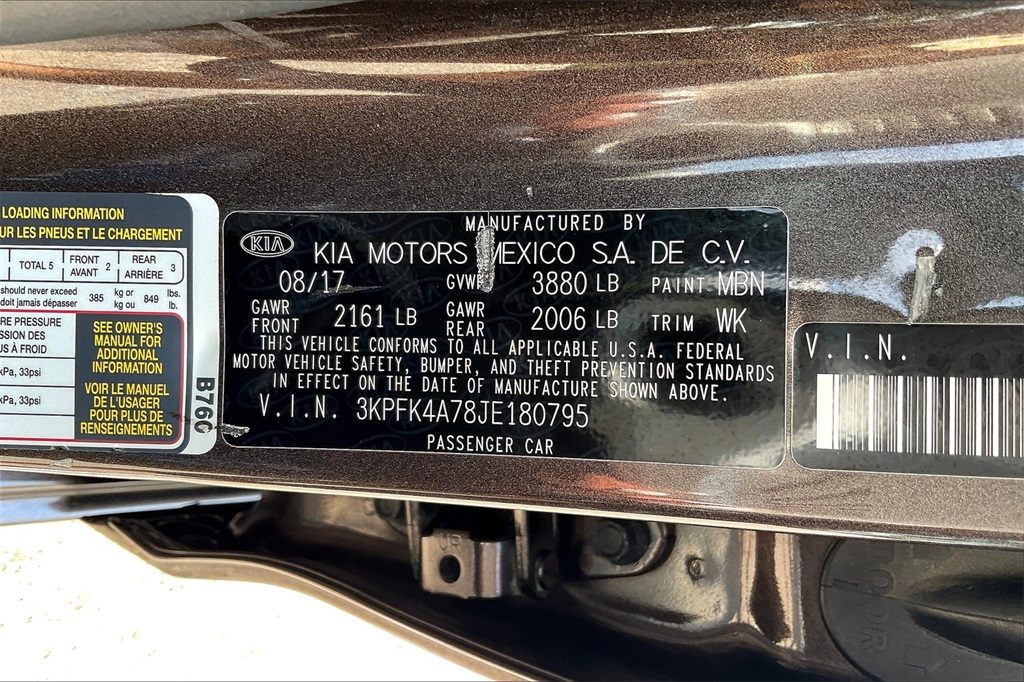 LOADING INFORMATION
UR LES PNEUS ET LE CHARGEMENT
TOTAL 5 FRONT AVANT 2 REAR ARRIÈRE 3
should never exceed
doit jamais dépasser 385 kg or kg ou 849 lbs. lb.
RE PRESSURE
SSION DES
S À FROID
kPa, 33psi
kPa, 33psi
SEE OWNER'S
MANUAL FOR
ADDITIONAL
INFORMATION
VOIR LE MANUEL
POUR PLUS DE
RENSEIGNEMENTS
B76C
MANUFACTURED BY
KIA KIA MOTORS MEXICO S.A. DE C.V.
08/17 GVWR 3880 LB PAINT MBN
GAWR FRONT 2161 LB GAWR REAR 2006 LB TRIM WK
THIS VEHICLE CONFORMS TO ALL APPLICABLE U.S.A. FEDERAL
MOTOR VEHICLE SAFETY, BUMPER, AND THEFT PREVENTION STANDARDS
IN EFFECT ON THE DATE OF MANUFACTURE SHOWN ABOVE.
V.I.N. 3KPFK4A78JE180795
PASSENGER CAR
V.I.N.
DOOR